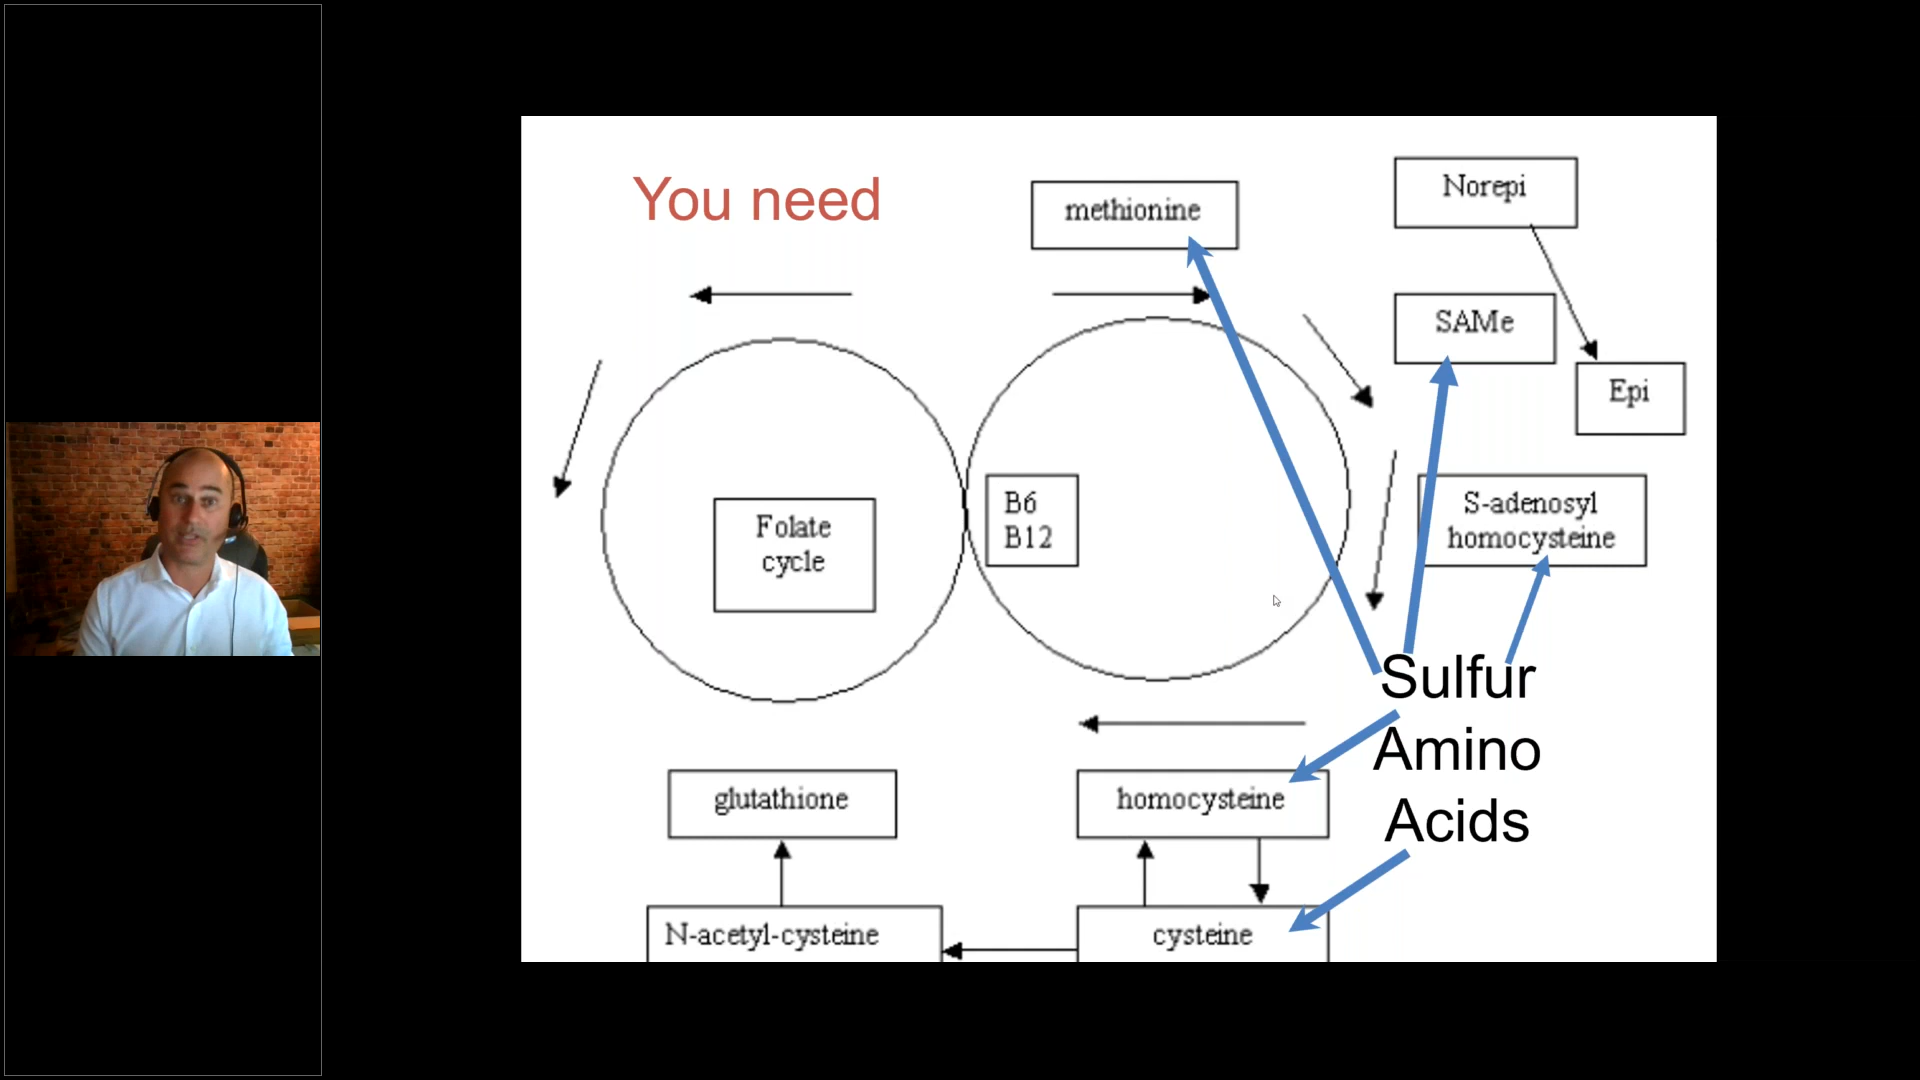 You need
methionine
Norepi
SAMe
Epi
Folate
cycle
B6
B12
S-adenosyl
homocysteine
Sulfur
Amino
Acids
glutathione
homocysteine
N-acetyl-cysteine
cysteine